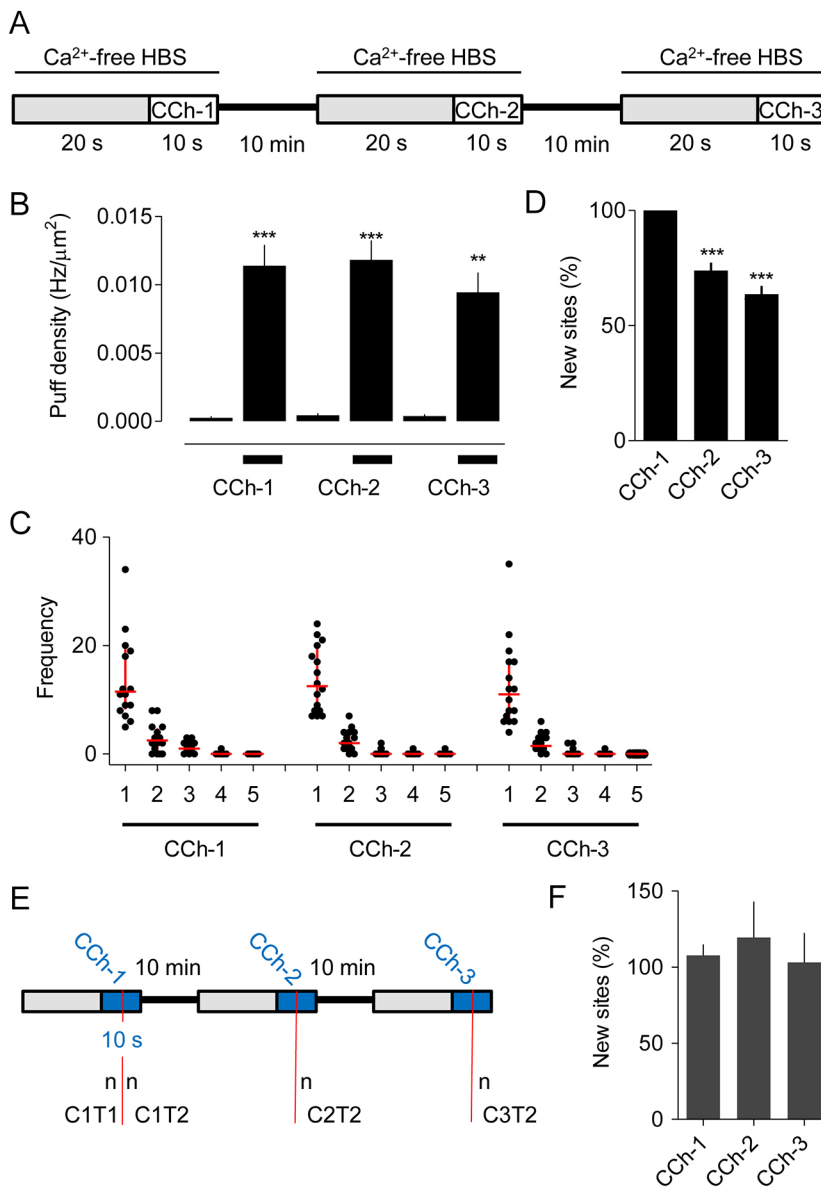 A
Ca²⁺-free HBS Ca²⁺-free HBS Ca²⁺-free HBS
CCh-1 CCh-2 CCh-3
20 s 10 s 10 min 20 s 10 s 10 min 20 s 10 s
B
Puff density (Hz/μm²)
0.015
0.010
0.005
0.000
*** *** **
CCh-1 CCh-2 CCh-3
D
New sites (%)
100
50
0
*** ***
CCh-1 CCh-2 CCh-3
C
Frequency
40
20
0
1 2 3 4 5 1 2 3 4 5 1 2 3 4 5
CCh-1 CCh-2 CCh-3
E
CCh-1 10 min CCh-2 10 min CCh-3
10 s
n n n n
C1T1 C1T2 C2T2 C3T2
F
New sites (%)
150
100
50
0
CCh-1 CCh-2 CCh-3